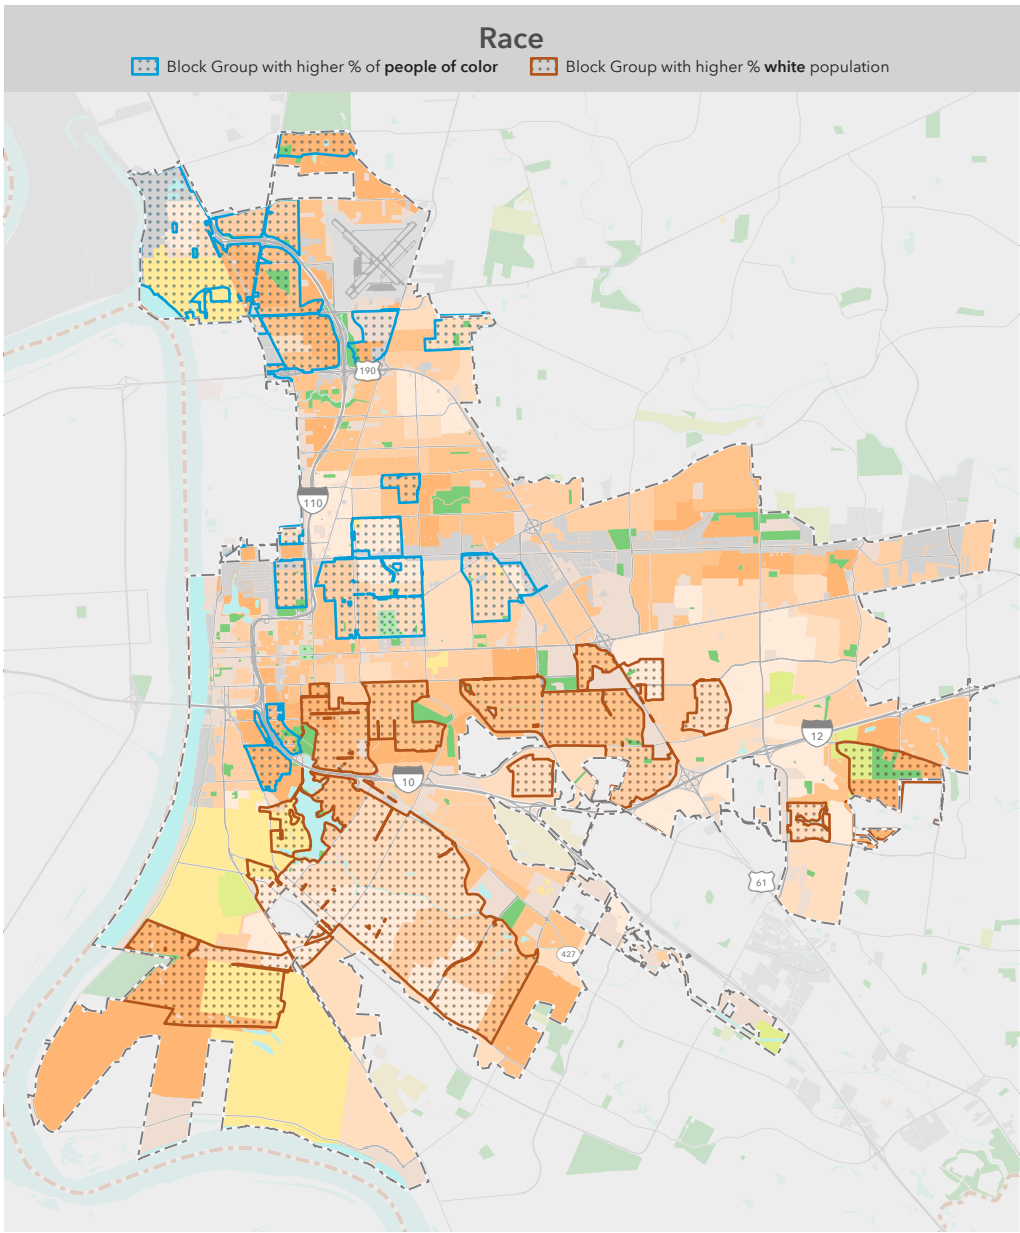 Race
Block Group with higher % of people of color
Block Group with higher % white population
190
110
12
10
61
427